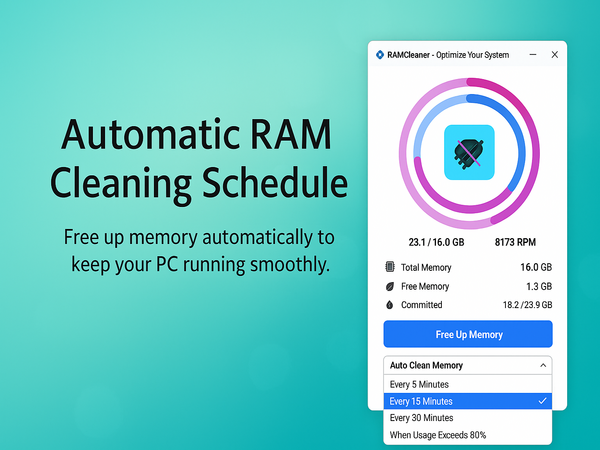 Automatic RAM
Cleaning Schedule
Free up memory automatically to
keep your PC running smoothly.
RAMCleaner - Optimize Your System
23.1 / 16.0 GB 8173 RPM
Total Memory 16.0 GB
Free Memory 1.3 GB
Committed 18.2 /23.9 GB
Free Up Memory
Auto Clean Memory
Every 5 Minutes
Every 15 Minutes
Every 30 Minutes
When Usage Exceeds 80%